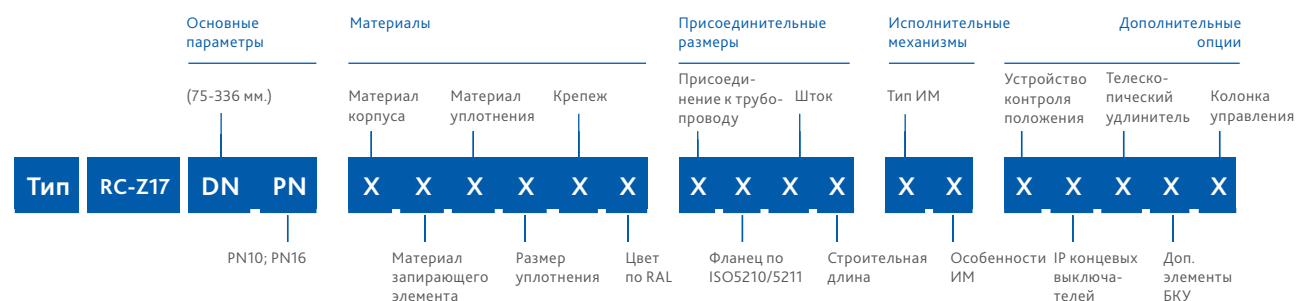 Основные
параметры
Материалы
Присоединительные
размеры
Исполнительные
механизмы
Дополнительные
опции
(75-336 мм.)
Материал
корпуса
Материал
уплотнения
Крепеж
Присоеди-
нение к трубо-
проводу
Шток
Тип ИМ
Устройство
контроля
положения
Телеско-
пический
удлинитель
Колонка
управления
Тип RC-Z17 DN PN X X X X X X X X X X X X X X X X X
PN10; PN16
Материал
запирающего
элемента
Размер
уплотнения
Цвет
по RAL
Фланец по
ISO5210/5211
Строительная
длина
Особенности
ИМ
IP концевых
выключа-
телей
Доп.
элементы
БКУ